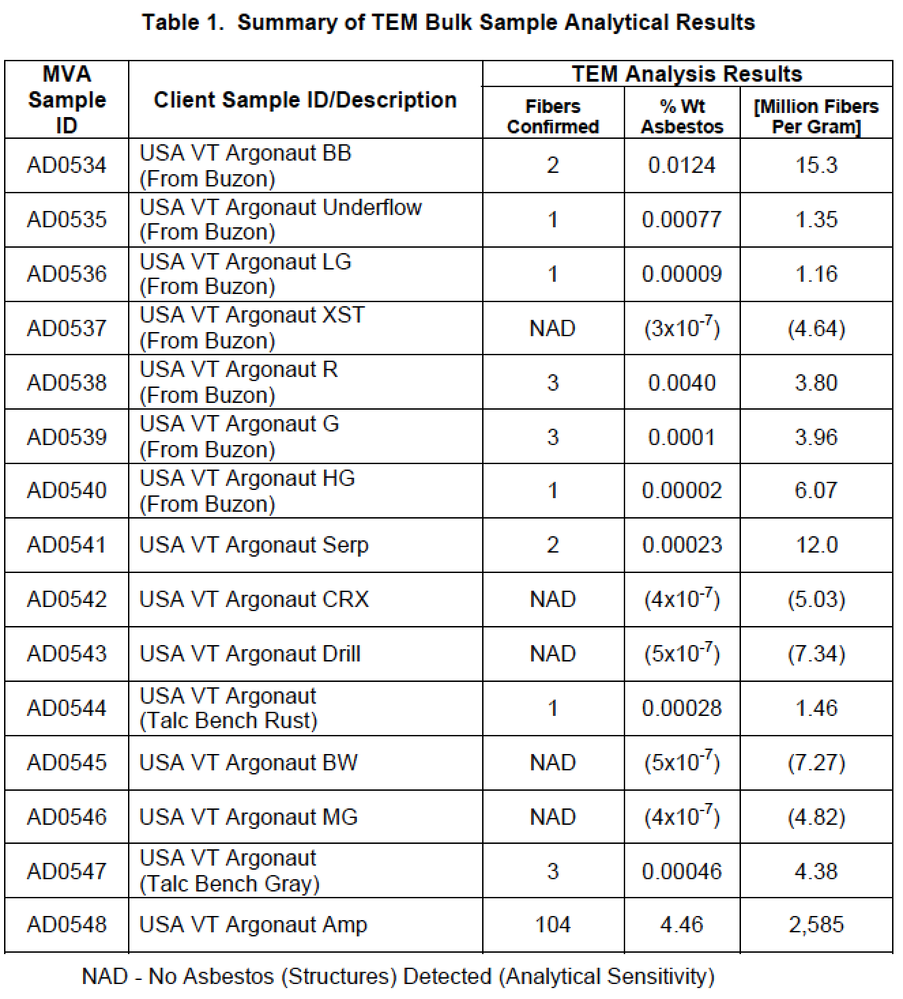 Table 1. Summary of TEM Bulk Sample Analytical Results
MVA
Sample
ID
Client Sample ID/Description
TEM Analysis Results
Fibers
Confirmed
% Wt
Asbestos
[Million Fibers
Per Gram]
AD0534
USA VT Argonaut BB
(From Buzon)
2
0.0124
15.3
AD0535
USA VT Argonaut Underflow
(From Buzon)
1
0.00077
1.35
AD0536
USA VT Argonaut LG
(From Buzon)
1
0.00009
1.16
AD0537
USA VT Argonaut XST
(From Buzon)
NAD
(3x10⁻⁷)
(4.64)
AD0538
USA VT Argonaut R
(From Buzon)
3
0.0040
3.80
AD0539
USA VT Argonaut G
(From Buzon)
3
0.0001
3.96
AD0540
USA VT Argonaut HG
(From Buzon)
1
0.00002
6.07
AD0541
USA VT Argonaut Serp
2
0.00023
12.0
AD0542
USA VT Argonaut CRX
NAD
(4x10⁻⁷)
(5.03)
AD0543
USA VT Argonaut Drill
NAD
(5x10⁻⁷)
(7.34)
AD0544
USA VT Argonaut
(Talc Bench Rust)
1
0.00028
1.46
AD0545
USA VT Argonaut BW
NAD
(5x10⁻⁷)
(7.27)
AD0546
USA VT Argonaut MG
NAD
(4x10⁻⁷)
(4.82)
AD0547
USA VT Argonaut
(Talc Bench Gray)
3
0.00046
4.38
AD0548
USA VT Argonaut Amp
104
4.46
2,585
NAD - No Asbestos (Structures) Detected (Analytical Sensitivity)